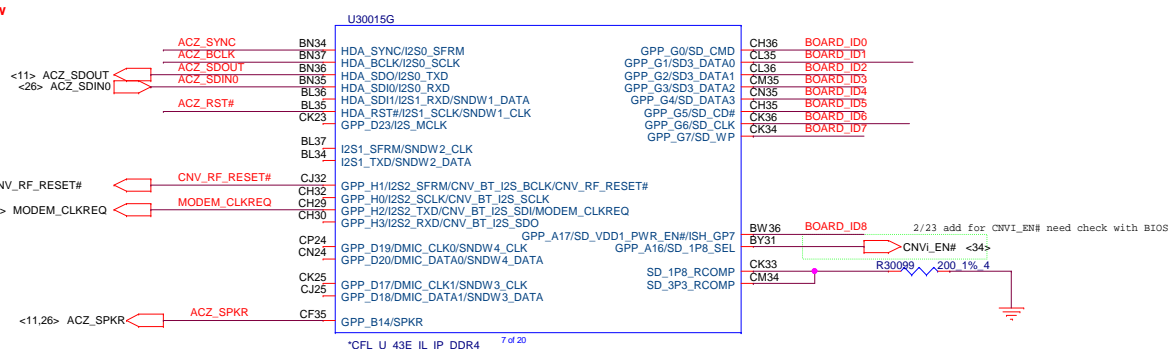 U30015G
ACZ_SYNC BN34 HDA_SYNC/I2S0_SFRM
ACZ_BCLK BN37 HDA_BCLK/I2S0_SCLK
<11> ACZ_SDOUT ACZ_SDOUT BN36 HDA_SDO/I2S0_TXD
<26> ACZ_SDIN0 ACZ_SDIN0 BN35 HDA_SDI0/I2S0_RXD
BL36 HDA_SDI1/I2S1_RXD/SNDW1_DATA
ACZ_RST# BL35 HDA_RST#/I2S1_SCLK/SNDW1_CLK
CK23 GPP_D23/I2S_MCLK
BL37 I2S1_SFRM/SNDW2_CLK
BL34 I2S1_TXD/SNDW2_DATA
NV_RF_RESET# CNV_RF_RESET# CJ32 GPP_H1/I2S2_SFRM/CNV_BT_I2S_BCLK/CNV_RF_RESET#
CH32 GPP_H0/I2S2_SCLK/CNV_BT_I2S_SCLK
> MODEM_CLKREQ MODEM_CLKREQ CH29 GPP_H2/I2S2_TXD/CNV_BT_I2S_SDI/MODEM_CLKREQ
CH30 GPP_H3/I2S2_RXD/CNV_BT_I2S_SDO
CP24 GPP_D19/DMIC_CLK0/SNDW4_CLK
CN24 GPP_D20/DMIC_DATA0/SNDW4_DATA
CK25 GPP_D17/DMIC_CLK1/SNDW3_CLK
CJ25 GPP_D18/DMIC_DATA1/SNDW3_DATA
<11,26> ACZ_SPKR ACZ_SPKR CF35 GPP_B14/SPKR
GPP_G0/SD_CMD CH36 BOARD_ID0
GPP_G1/SD3_DATA0 CL35 BOARD_ID1
GPP_G2/SD3_DATA1 CL36 BOARD_ID2
GPP_G3/SD3_DATA2 CM35 BOARD_ID3
GPP_G4/SD_DATA3 CN35 BOARD_ID4
GPP_G5/SD_CD# CH35 BOARD_ID5
GPP_G6/SD_CLK CK36 BOARD_ID6
GPP_G7/SD_WP CK34 BOARD_ID7
GPP_A17/SD_VDD1_PWR_EN#/ISH_GP7 BW36 BOARD_ID8
2/23 add for CNVI_EN# need check with BIOS
GPP_A16/SD_1P8_SEL BY31 CNVi_EN# <34>
SD_1P8_RCOMP CK33 R30099 200_1%_4
SD_3P3_RCOMP CM34
*CFL_U_43E_IL_IP_DDR4 7 of 20